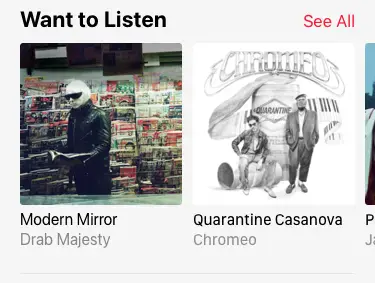 Want to Listen See All
CHROMEO
QUARANTINE
Modern Mirror Quarantine Casanova P
Drab Majesty Chromeo Ja